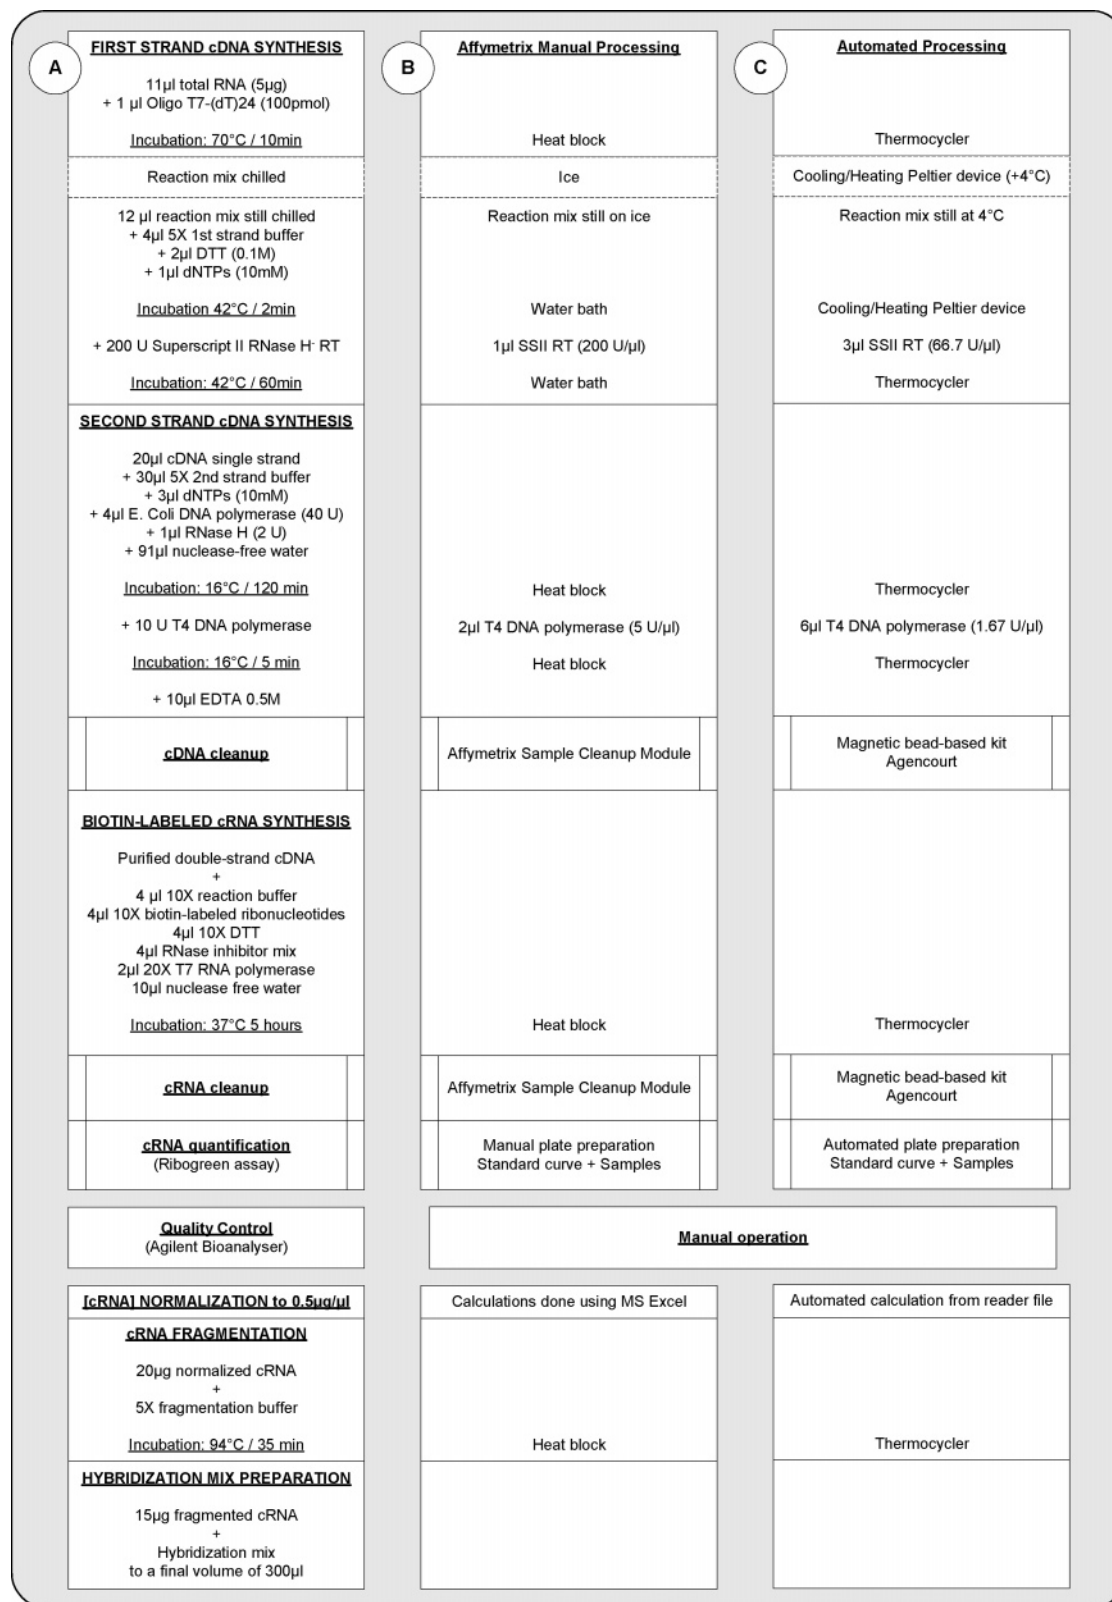 A
FIRST STRAND cDNA SYNTHESIS
11µl total RNA (5µg)
+ 1 µl Oligo T7-(dT)24 (100pmol)
Incubation: 70°C / 10min
Reaction mix chilled
12 µl reaction mix still chilled
+ 4µl 5X 1st strand buffer
+ 2µl DTT (0.1M)
+ 1µl dNTPs (10mM)
Incubation 42°C / 2min
+ 200 U Superscript II RNase H- RT
Incubation: 42°C / 60min
SECOND STRAND cDNA SYNTHESIS
20µl cDNA single strand
+ 30µl 5X 2nd strand buffer
+ 3µl dNTPs (10mM)
+ 4µl E. Coli DNA polymerase (40 U)
+ 1µl RNase H (2 U)
+ 91µl nuclease-free water
Incubation: 16°C / 120 min
+ 10 U T4 DNA polymerase
Incubation: 16°C / 5 min
+ 10µl EDTA 0.5M
cDNA cleanup
BIOTIN-LABELED cRNA SYNTHESIS
Purified double-strand cDNA
+
4 µl 10X reaction buffer
4µl 10X biotin-labeled ribonucleotides
4µl 10X DTT
4µl RNase inhibitor mix
2µl 20X T7 RNA polymerase
10µl nuclease free water
Incubation: 37°C 5 hours
cRNA cleanup
cRNA quantification
(Ribogreen assay)
Quality Control
(Agilent Bioanalyser)
[cRNA] NORMALIZATION to 0.5µg/µl
cRNA FRAGMENTATION
20µg normalized cRNA
+
5X fragmentation buffer
Incubation: 94°C / 35 min
HYBRIDIZATION MIX PREPARATION
15µg fragmented cRNA
+
Hybridization mix
to a final volume of 300µl
B
Affymetrix Manual Processing
Heat block
Ice
Reaction mix still on ice
Water bath
1µl SSII RT (200 U/µl)
Water bath
Heat block
2µl T4 DNA polymerase (5 U/µl)
Heat block
Affymetrix Sample Cleanup Module
Heat block
Affymetrix Sample Cleanup Module
Manual plate preparation
Standard curve + Samples
Manual operation
Calculations done using MS Excel
Heat block
C
Automated Processing
Thermocycler
Cooling/Heating Peltier device (+4°C)
Reaction mix still at 4°C
Cooling/Heating Peltier device
3µl SSII RT (66.7 U/µl)
Thermocycler
Thermocycler
6µl T4 DNA polymerase (1.67 U/µl)
Thermocycler
Magnetic bead-based kit
Agencourt
Thermocycler
Magnetic bead-based kit
Agencourt
Automated plate preparation
Standard curve + Samples
Automated calculation from reader file
Thermocycler